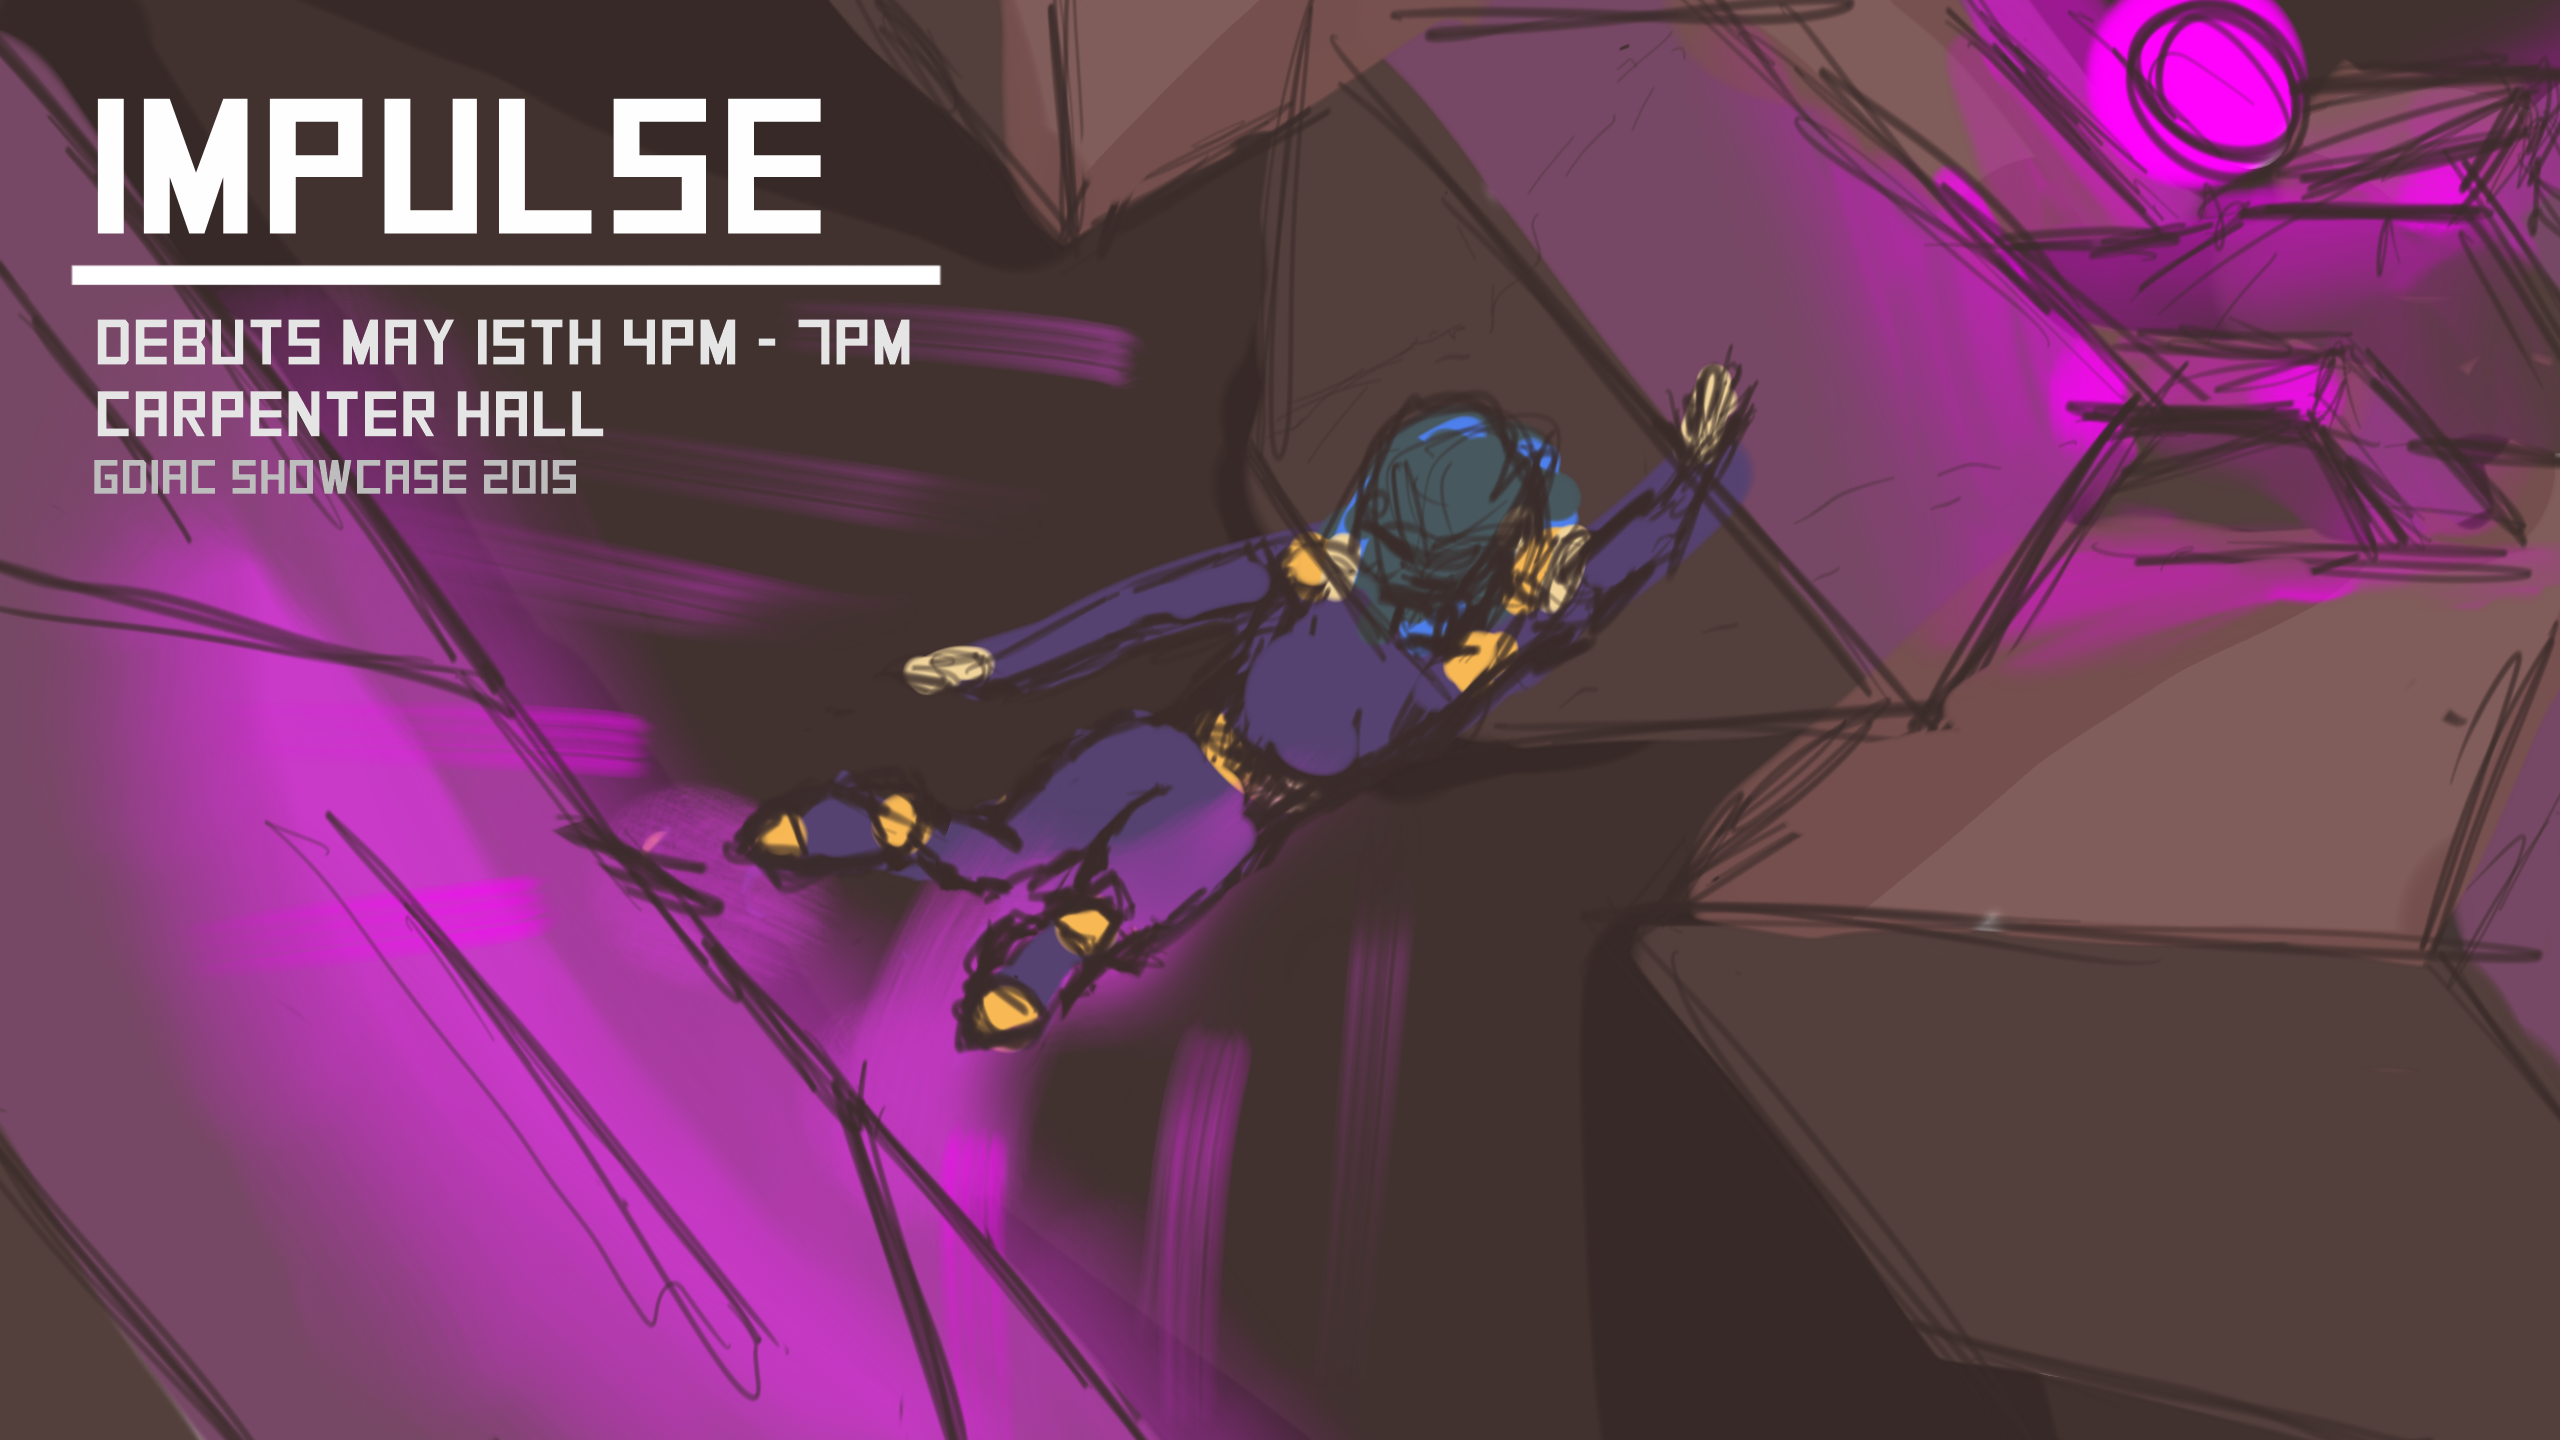 IMPULSE
DEBUTS MAY 15TH 4PM - 7PM
CARPENTER HALL
GDIAC SHOWCASE 2015